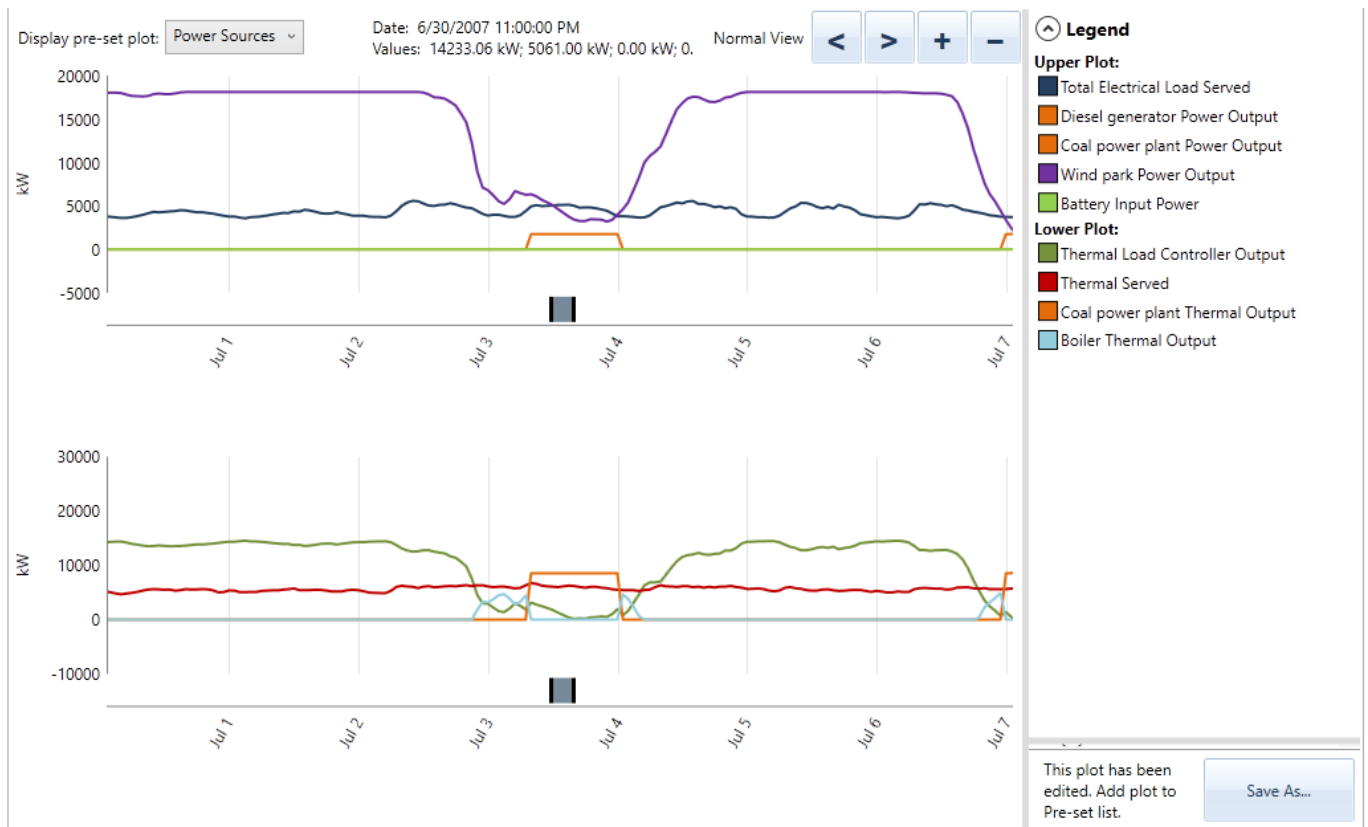 Display pre-set plot:
Power Sources
Date: 6/30/2007 11:00:00 PM
Values: 14233.06 kW; 5061.00 kW; 0.00 kW; 0.
Normal View
<
>
+
−
20000
15000
10000
5000
0
-5000
kW
Jul 1
Jul 2
Jul 3
Jul 4
Jul 5
Jul 6
Jul 7
30000
20000
10000
0
-10000
kW
Jul 1
Jul 2
Jul 3
Jul 4
Jul 5
Jul 6
Jul 7
Legend
Upper Plot:
Total Electrical Load Served
Diesel generator Power Output
Coal power plant Power Output
Wind park Power Output
Battery Input Power
Lower Plot:
Thermal Load Controller Output
Thermal Served
Coal power plant Thermal Output
Boiler Thermal Output
This plot has been
edited. Add plot to
Pre-set list.
Save As...